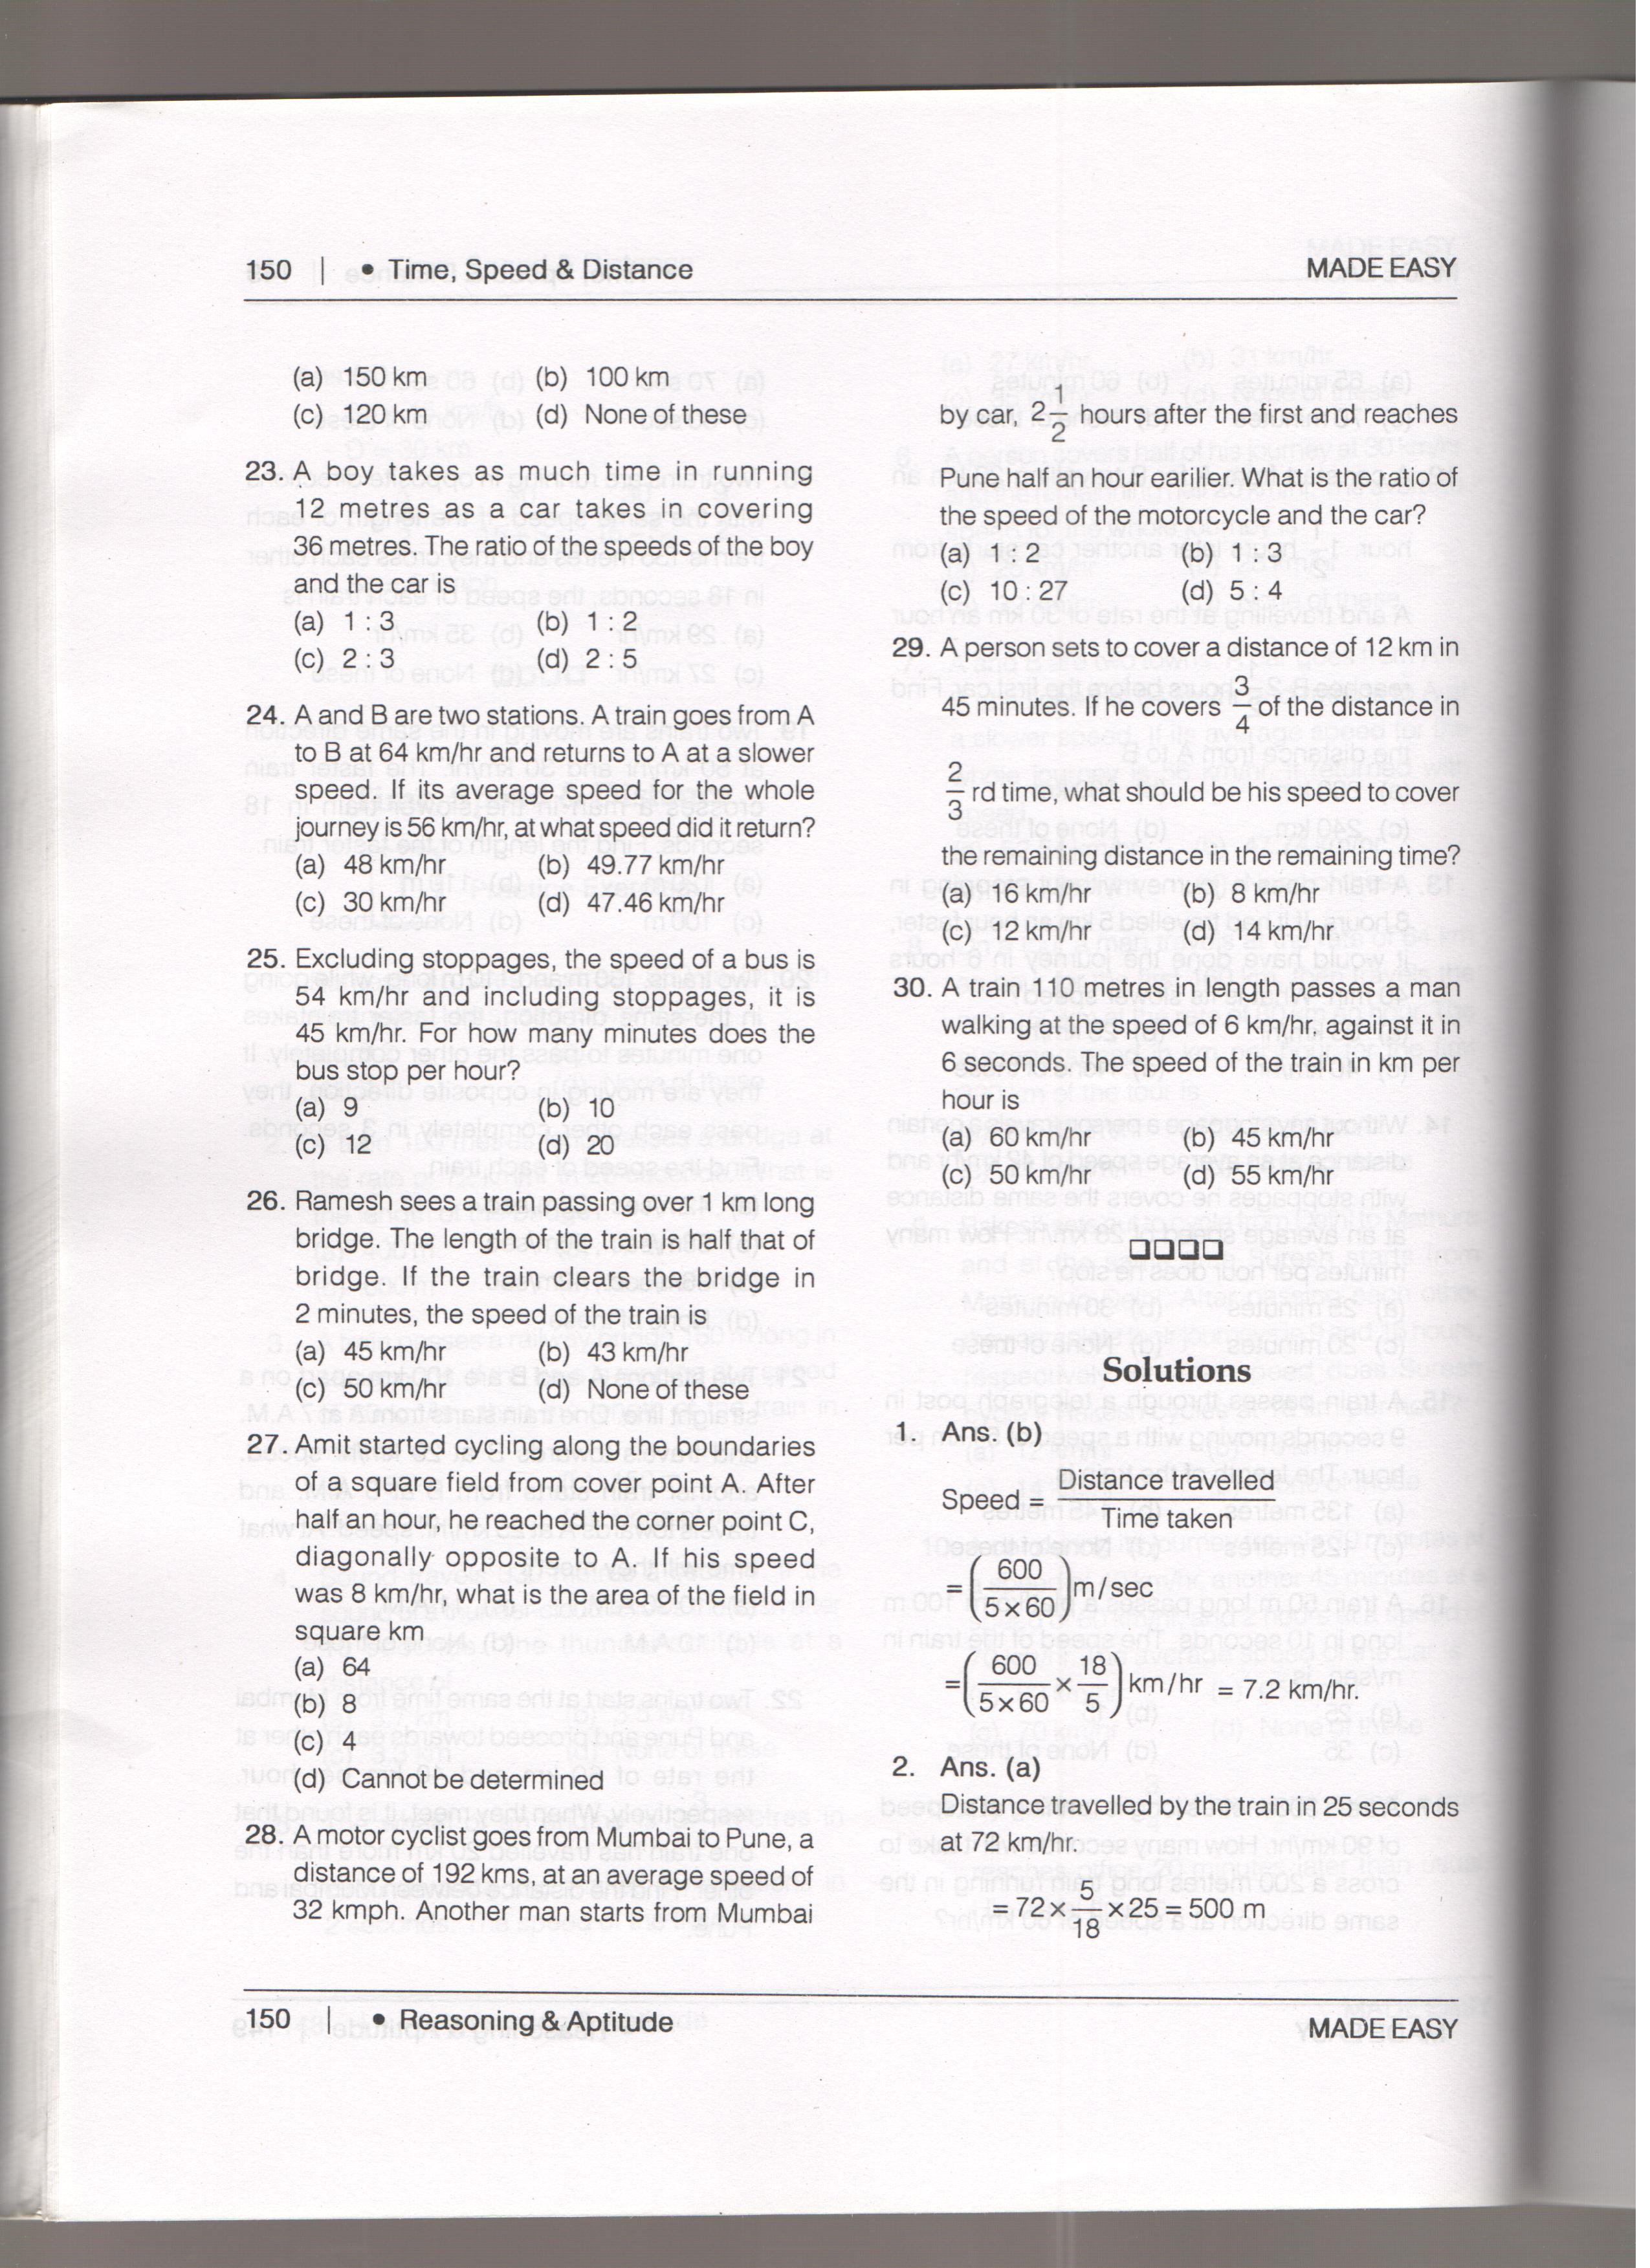 150 | • Time, Speed & Distance
MADE EASY
(a) 150 km (b) 100 km
(c) 120 km (d) None of these
23. A boy takes as much time in running
12 metres as a car takes in covering
36 metres. The ratio of the speeds of the boy
and the car is
(a) 1 : 3 (b) 1 : 2
(c) 2 : 3 (d) 2 : 5
24. A and B are two stations. A train goes from A
to B at 64 km/hr and returns to A at a slower
speed. If its average speed for the whole
journey is 56 km/hr, at what speed did it return?
(a) 48 km/hr (b) 49.77 km/hr
(c) 30 km/hr (d) 47.46 km/hr
25. Excluding stoppages, the speed of a bus is
54 km/hr and including stoppages, it is
45 km/hr. For how many minutes does the
bus stop per hour?
(a) 9 (b) 10
(c) 12 (d) 20
26. Ramesh sees a train passing over 1 km long
bridge. The length of the train is half that of
bridge. If the train clears the bridge in
2 minutes, the speed of the train is
(a) 45 km/hr (b) 43 km/hr
(c) 50 km/hr (d) None of these
27. Amit started cycling along the boundaries
of a square field from cover point A. After
half an hour, he reached the corner point C,
diagonally opposite to A. If his speed
was 8 km/hr, what is the area of the field in
square km
(a) 64
(b) 8
(c) 4
(d) Cannot be determined
28. A motor cyclist goes from Mumbai to Pune, a
distance of 192 kms, at an average speed of
32 kmph. Another man starts from Mumbai
by car, 2 1/2 hours after the first and reaches
Pune half an hour earilier. What is the ratio of
the speed of the motorcycle and the car?
(a) 1 : 2 (b) 1 : 3
(c) 10 : 27 (d) 5 : 4
29. A person sets to cover a distance of 12 km in
45 minutes. If he covers 3/4 of the distance in
2/3 rd time, what should be his speed to cover
the remaining distance in the remaining time?
(a) 16 km/hr (b) 8 km/hr
(c) 12 km/hr (d) 14 km/hr
30. A train 110 metres in length passes a man
walking at the speed of 6 km/hr, against it in
6 seconds. The speed of the train in km per
hour is
(a) 60 km/hr (b) 45 km/hr
(c) 50 km/hr (d) 55 km/hr
❑❑❑❑
Solutions
1. Ans. (b)
Speed = Distance travelled / Time taken
= (600 / 5×60) m/sec
= (600 / 5×60 × 18/5) km/hr = 7.2 km/hr.
2. Ans. (a)
Distance travelled by the train in 25 seconds
at 72 km/hr.
= 72 × 5/18 × 25 = 500 m
150 | • Reasoning & Aptitude
MADE EASY